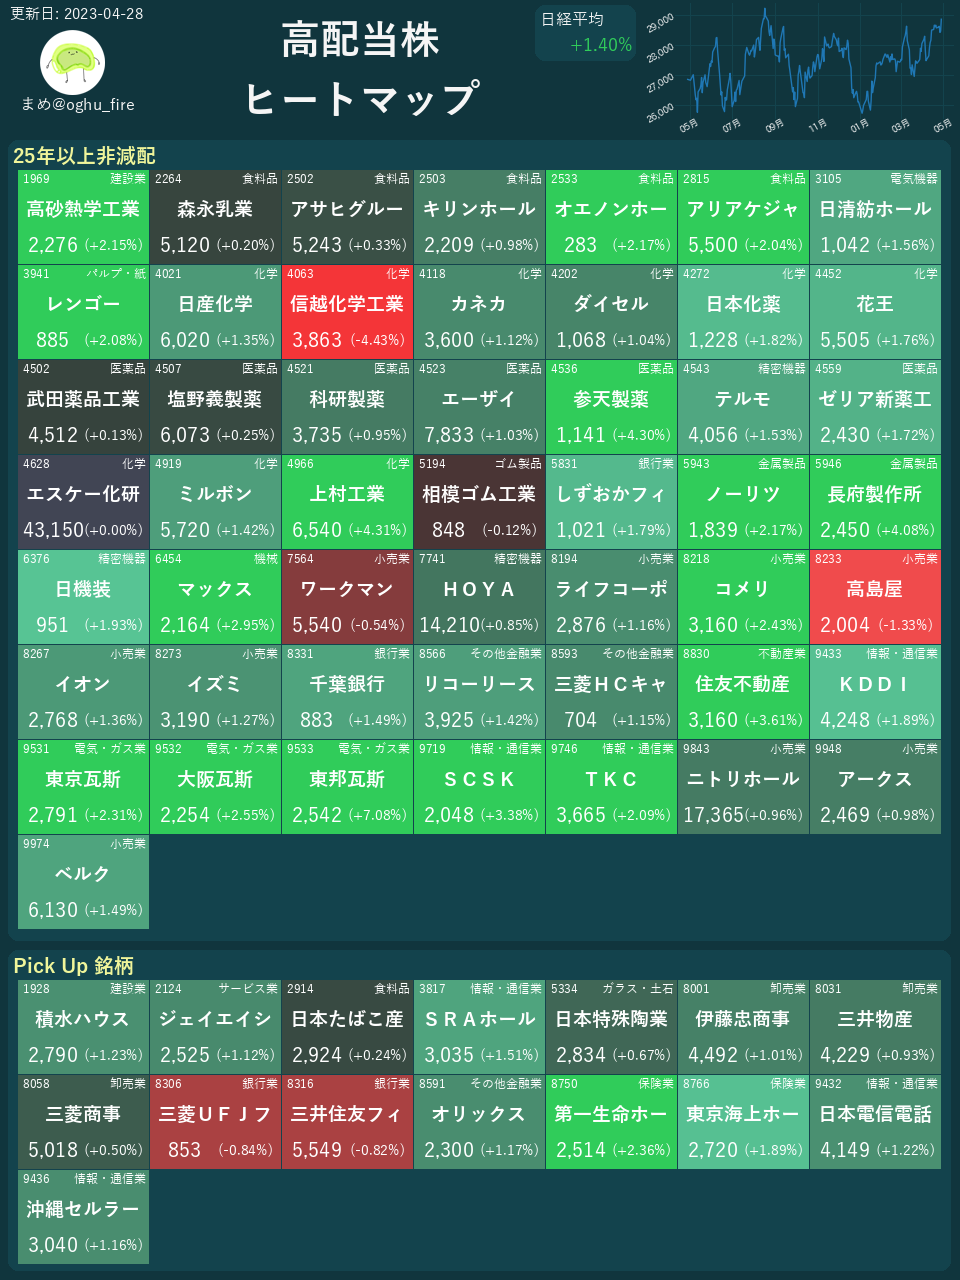 更新日: 2023-04-28
まめ@oghu_fire
高配当株
ヒートマップ
日経平均
+1.40%
29,000
28,000
27,000
26,000
05月 07月 09月 11月 01月 03月 05月
25年以上非減配
1969 建設業 2264 食料品 2502 食料品 2503 食料品 2533 食料品 2815 食料品 3105 電気機器
高砂熱学工業 森永乳業 アサヒグルー キリンホール オエノンホー アリアケジャ 日清紡ホール
2,276 (+2.15%) 5,120 (+0.20%) 5,243 (+0.33%) 2,209 (+0.98%) 283 (+2.17%) 5,500 (+2.04%) 1,042 (+1.56%)
3941 パルプ・紙 4021 化学 4063 化学 4118 化学 4202 化学 4272 化学 4452 化学
レンゴー 日産化学 信越化学工業 カネカ ダイセル 日本化薬 花王
885 (+2.08%) 6,020 (+1.35%) 3,863 (-4.43%) 3,600 (+1.12%) 1,068 (+1.04%) 1,228 (+1.82%) 5,505 (+1.76%)
4502 医薬品 4507 医薬品 4521 医薬品 4523 医薬品 4536 医薬品 4543 精密機器 4559 医薬品
武田薬品工業 塩野義製薬 科研製薬 エーザイ 参天製薬 テルモ ゼリア新薬工
4,512 (+0.13%) 6,073 (+0.25%) 3,735 (+0.95%) 7,833 (+1.03%) 1,141 (+4.30%) 4,056 (+1.53%) 2,430 (+1.72%)
4628 化学 4919 化学 4966 化学 5194 ゴム製品 5831 銀行業 5943 金属製品 5946 金属製品
エスケー化研 ミルボン 上村工業 相模ゴム工業 しずおかフィ ノーリツ 長府製作所
43,150(+0.00%) 5,720 (+1.42%) 6,540 (+4.31%) 848 (-0.12%) 1,021 (+1.79%) 1,839 (+2.17%) 2,450 (+4.08%)
6376 精密機器 6454 機械 7564 小売業 7741 精密機器 8194 小売業 8218 小売業 8233 小売業
日機装 マックス ワークマン ＨＯＹＡ ライフコーポ コメリ 高島屋
951 (+1.93%) 2,164 (+2.95%) 5,540 (-0.54%) 14,210(+0.85%) 2,876 (+1.16%) 3,160 (+2.43%) 2,004 (-1.33%)
8267 小売業 8273 小売業 8331 銀行業 8566 その他金融業 8593 その他金融業 8830 不動産業 9433 情報・通信業
イオン イズミ 千葉銀行 リコーリース 三菱ＨＣキャ 住友不動産 ＫＤＤＩ
2,768 (+1.36%) 3,190 (+1.27%) 883 (+1.49%) 3,925 (+1.42%) 704 (+1.15%) 3,160 (+3.61%) 4,248 (+1.89%)
9531 電気・ガス業 9532 電気・ガス業 9533 電気・ガス業 9719 情報・通信業 9746 情報・通信業 9843 小売業 9948 小売業
東京瓦斯 大阪瓦斯 東邦瓦斯 ＳＣＳＫ ＴＫＣ ニトリホール アークス
2,791 (+2.31%) 2,254 (+2.55%) 2,542 (+7.08%) 2,048 (+3.38%) 3,665 (+2.09%) 17,365(+0.96%) 2,469 (+0.98%)
9974 小売業
ベルク
6,130 (+1.49%)
Pick Up 銘柄
1928 建設業 2124 サービス業 2914 食料品 3817 情報・通信業 5334 ガラス・土石 8001 卸売業 8031 卸売業
積水ハウス ジェイエイシ 日本たばこ産 ＳＲＡホール 日本特殊陶業 伊藤忠商事 三井物産
2,790 (+1.23%) 2,525 (+1.12%) 2,924 (+0.24%) 3,035 (+1.51%) 2,834 (+0.67%) 4,492 (+1.01%) 4,229 (+0.93%)
8058 卸売業 8306 銀行業 8316 銀行業 8591 その他金融業 8750 保険業 8766 保険業 9432 情報・通信業
三菱商事 三菱ＵＦＪフ 三井住友フィ オリックス 第一生命ホー 東京海上ホー 日本電信電話
5,018 (+0.50%) 853 (-0.84%) 5,549 (-0.82%) 2,300 (+1.17%) 2,514 (+2.36%) 2,720 (+1.89%) 4,149 (+1.22%)
9436 情報・通信業
沖縄セルラー
3,040 (+1.16%)